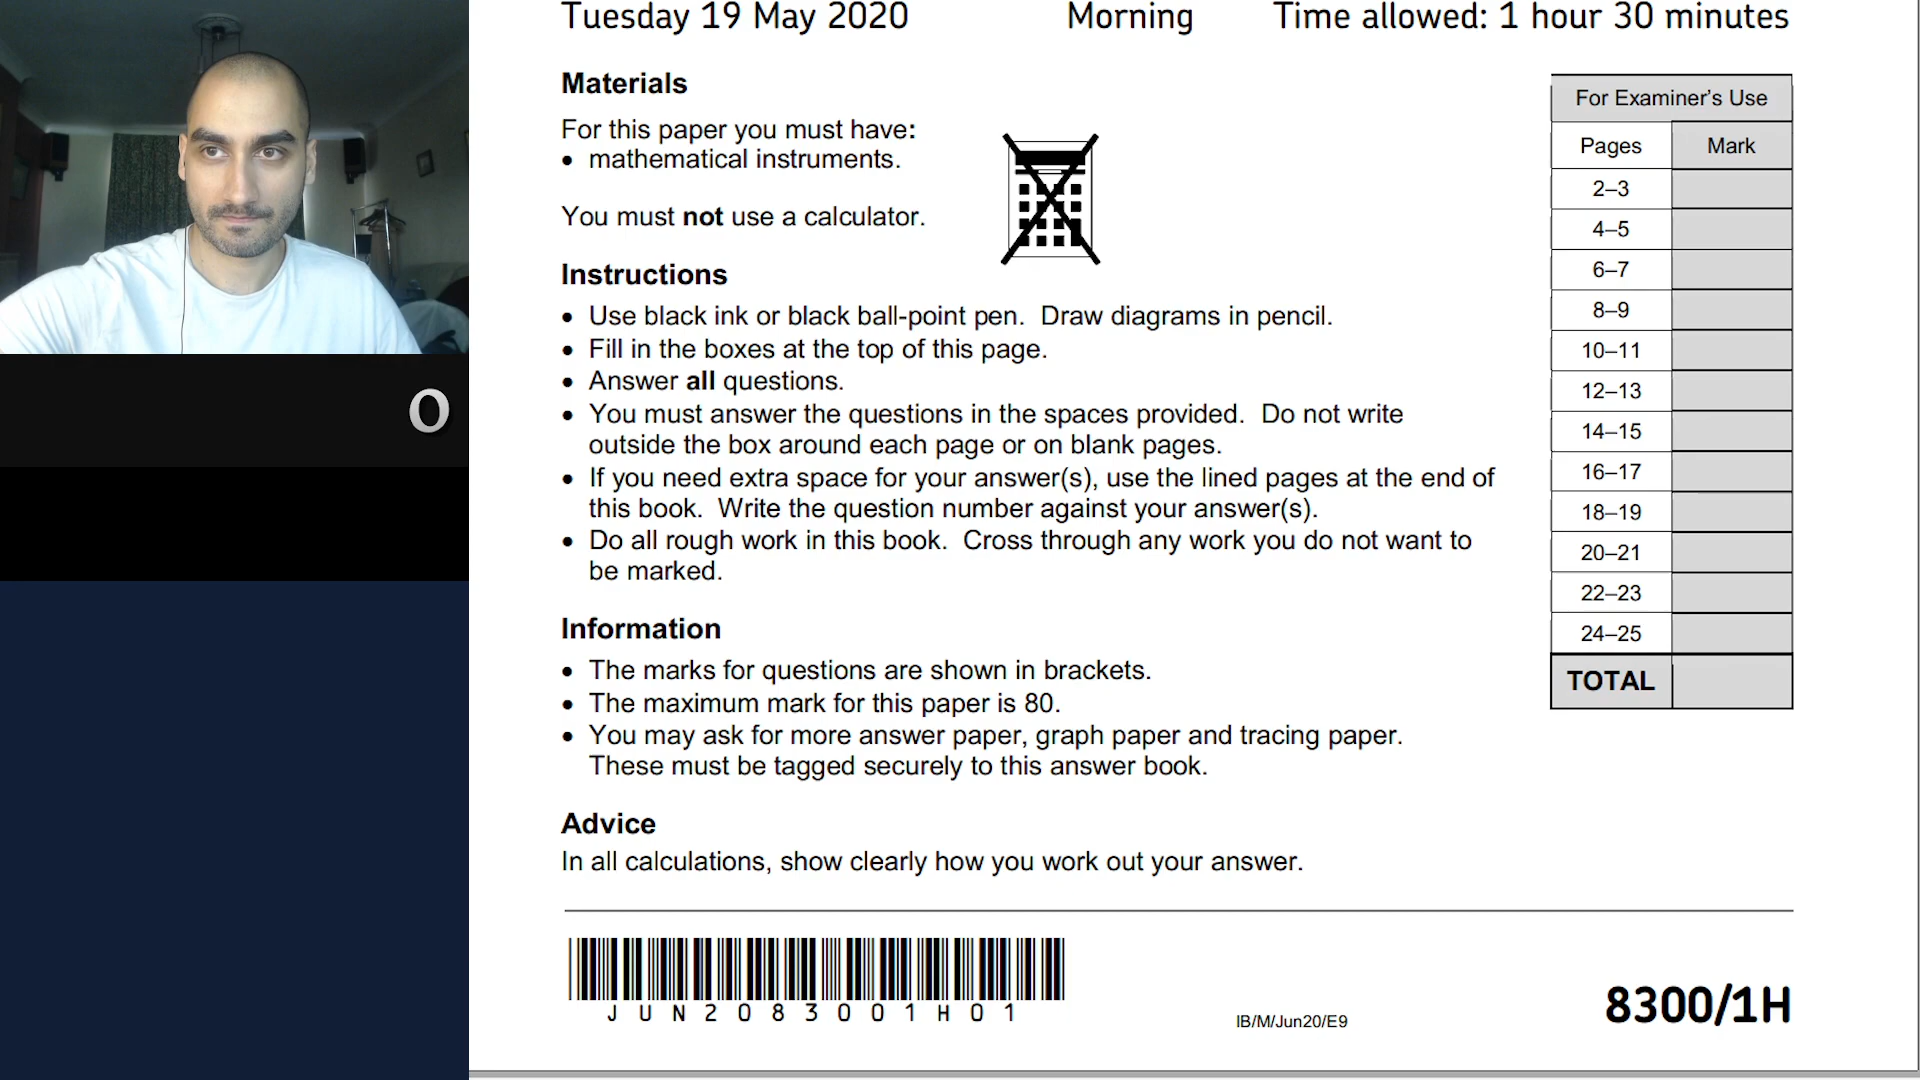 Tuesday 19 May 2020 Morning Time allowed: 1 hour 30 minutes
Materials
For this paper you must have:
• mathematical instruments.
You must not use a calculator.
Instructions
• Use black ink or black ball-point pen. Draw diagrams in pencil.
• Fill in the boxes at the top of this page.
• Answer all questions.
• You must answer the questions in the spaces provided. Do not write
outside the box around each page or on blank pages.
• If you need extra space for your answer(s), use the lined pages at the end of
this book. Write the question number against your answer(s).
• Do all rough work in this book. Cross through any work you do not want to
be marked.
Information
• The marks for questions are shown in brackets.
• The maximum mark for this paper is 80.
• You may ask for more answer paper, graph paper and tracing paper.
These must be tagged securely to this answer book.
Advice
In all calculations, show clearly how you work out your answer.
For Examiner's Use
Pages Mark
2–3
4–5
6–7
8–9
10–11
12–13
14–15
16–17
18–19
20–21
22–23
24–25
TOTAL
0
JUN2083001H01
IB/M/Jun20/E9
8300/1H